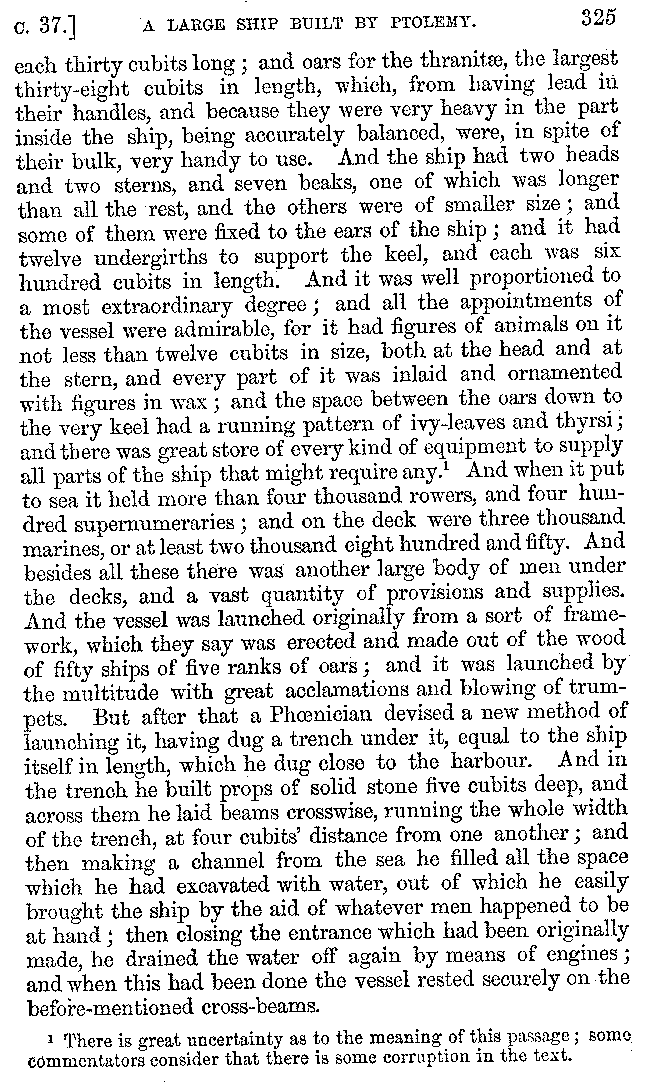 C. 37.] A LARGE SHIP BUILT BY PTOLEMY. 325
each thirty cubits long ; and oars for the thranitæ, the largest
thirty-eight cubits in length, which, from having lead in
their handles, and because they were very heavy in the part
inside the ship, being accurately balanced, were, in spite of
their bulk, very handy to use. And the ship had two heads
and two sterns, and seven beaks, one of which was longer
than all the rest, and the others were of smaller size ; and
some of them were fixed to the ears of the ship ; and it had
twelve undergirths to support the keel, and each was six
hundred cubits in length. And it was well proportioned to
a most extraordinary degree ; and all the appointments of
the vessel were admirable, for it had figures of animals on it
not less than twelve cubits in size, both at the head and at
the stern, and every part of it was inlaid and ornamented
with figures in wax ; and the space between the oars down to
the very keel had a running pattern of ivy-leaves and thyrsi ;
and there was great store of every kind of equipment to supply
all parts of the ship that might require any.¹ And when it put
to sea it held more than four thousand rowers, and four hun-
dred supernumeraries ; and on the deck were three thousand
marines, or at least two thousand eight hundred and fifty. And
besides all these there was another large body of men under
the decks, and a vast quantity of provisions and supplies.
And the vessel was launched originally from a sort of frame-
work, which they say was erected and made out of the wood
of fifty ships of five ranks of oars ; and it was launched by
the multitude with great acclamations and blowing of trum-
pets. But after that a Phœnician devised a new method of
launching it, having dug a trench under it, equal to the ship
itself in length, which he dug close to the harbour. And in
the trench he built props of solid stone five cubits deep, and
across them he laid beams crosswise, running the whole width
of the trench, at four cubits' distance from one another ; and
then making a channel from the sea he filled all the space
which he had excavated with water, out of which he easily
brought the ship by the aid of whatever men happened to be
at hand ; then closing the entrance which had been originally
made, he drained the water off again by means of engines ;
and when this had been done the vessel rested securely on the
before-mentioned cross-beams.
¹ There is great uncertainty as to the meaning of this passage ; some
commentators consider that there is some corruption in the text.